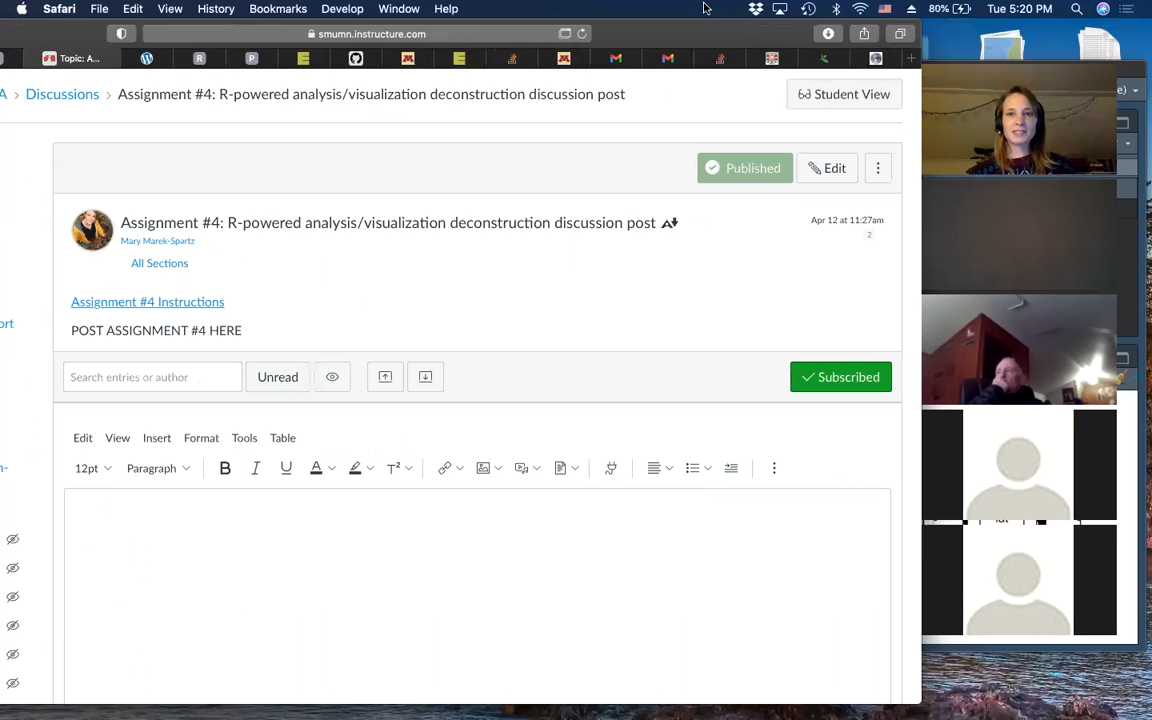 Safari File Edit View History Bookmarks Develop Window Help 80% Tue 5:20 PM
smumn.instructure.com
Topic: A...
A > Discussions > Assignment #4: R-powered analysis/visualization deconstruction discussion post
Student View
Published Edit
Assignment #4: R-powered analysis/visualization deconstruction discussion post
Apr 12 at 11:27am
Mary Marek-Spartz
2
All Sections
Assignment #4 Instructions
ort
POST ASSIGNMENT #4 HERE
Search entries or author Unread Subscribed
Edit View Insert Format Tools Table
12pt Paragraph B I U A T²